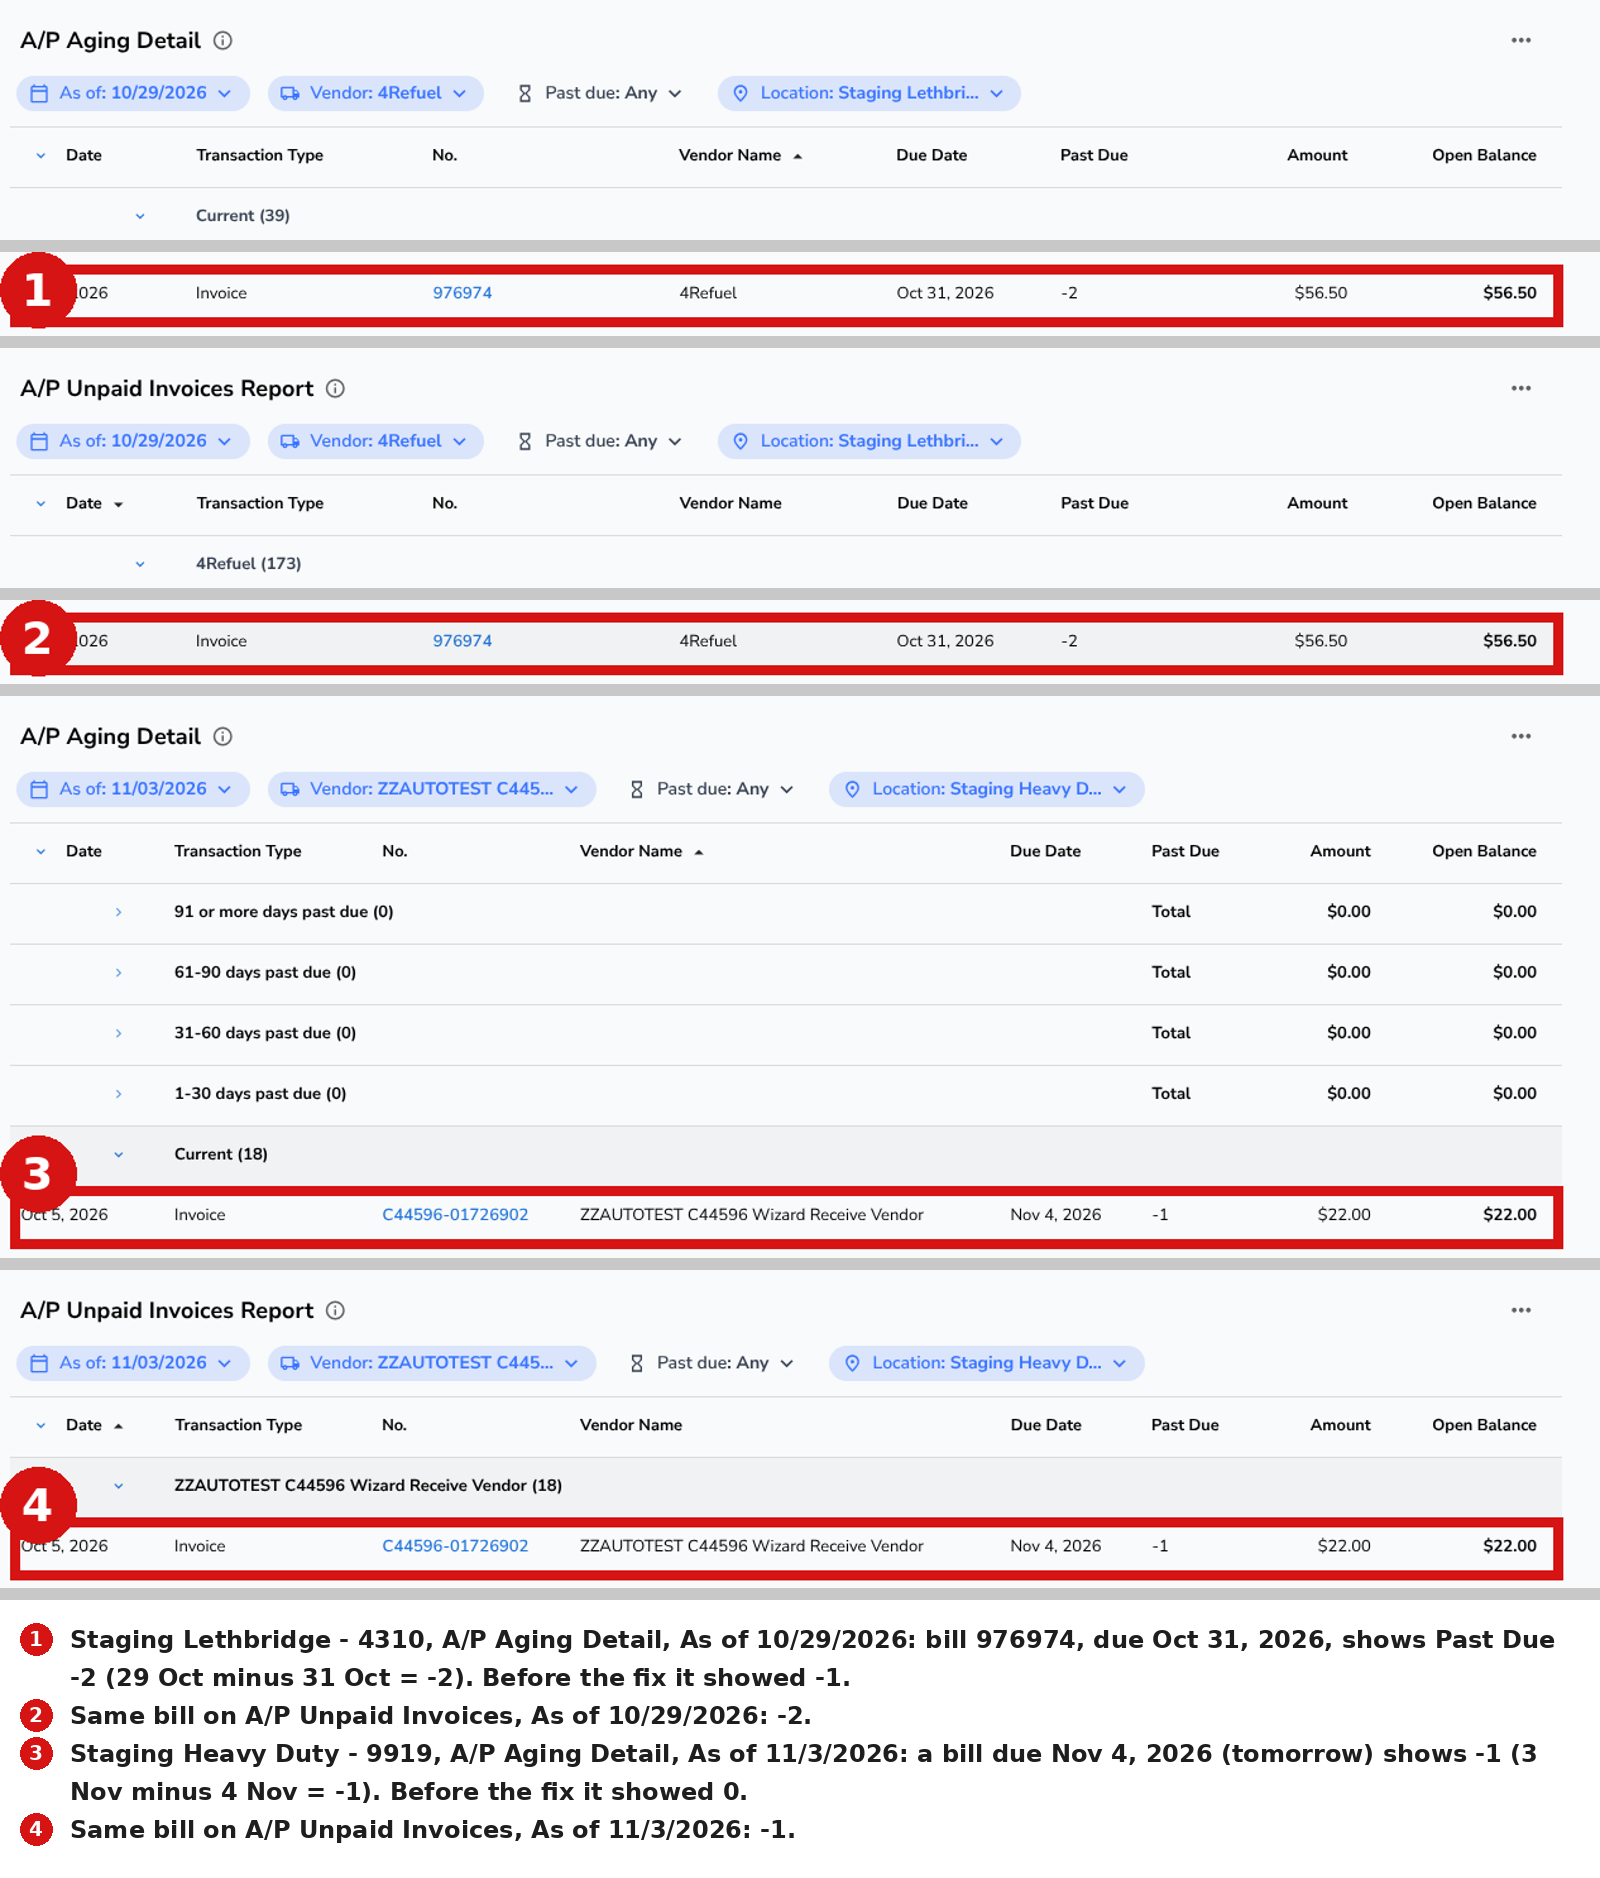 A/P Aging Detail
As of: 10/29/2026 Vendor: 4Refuel Past due: Any Location: Staging Lethbri...
Date Transaction Type No. Vendor Name Due Date Past Due Amount Open Balance
Current (39)
1 026 Invoice 976974 4Refuel Oct 31, 2026 -2 $56.50 $56.50
A/P Unpaid Invoices Report
As of: 10/29/2026 Vendor: 4Refuel Past due: Any Location: Staging Lethbri...
Date Transaction Type No. Vendor Name Due Date Past Due Amount Open Balance
4Refuel (173)
2 026 Invoice 976974 4Refuel Oct 31, 2026 -2 $56.50 $56.50
A/P Aging Detail
As of: 11/03/2026 Vendor: ZZAUTOTEST C445... Past due: Any Location: Staging Heavy D...
Date Transaction Type No. Vendor Name Due Date Past Due Amount Open Balance
91 or more days past due (0) Total $0.00 $0.00
61-90 days past due (0) Total $0.00 $0.00
31-60 days past due (0) Total $0.00 $0.00
1-30 days past due (0) Total $0.00 $0.00
Current (18)
3
Oct 5, 2026 Invoice C44596-01726902 ZZAUTOTEST C44596 Wizard Receive Vendor Nov 4, 2026 -1 $22.00 $22.00
A/P Unpaid Invoices Report
As of: 11/03/2026 Vendor: ZZAUTOTEST C445... Past due: Any Location: Staging Heavy D...
Date Transaction Type No. Vendor Name Due Date Past Due Amount Open Balance
ZZAUTOTEST C44596 Wizard Receive Vendor (18)
4
Oct 5, 2026 Invoice C44596-01726902 ZZAUTOTEST C44596 Wizard Receive Vendor Nov 4, 2026 -1 $22.00 $22.00
1 Staging Lethbridge - 4310, A/P Aging Detail, As of 10/29/2026: bill 976974, due Oct 31, 2026, shows Past Due
-2 (29 Oct minus 31 Oct = -2). Before the fix it showed -1.
2 Same bill on A/P Unpaid Invoices, As of 10/29/2026: -2.
3 Staging Heavy Duty - 9919, A/P Aging Detail, As of 11/3/2026: a bill due Nov 4, 2026 (tomorrow) shows -1 (3
Nov minus 4 Nov = -1). Before the fix it showed 0.
4 Same bill on A/P Unpaid Invoices, As of 11/3/2026: -1.